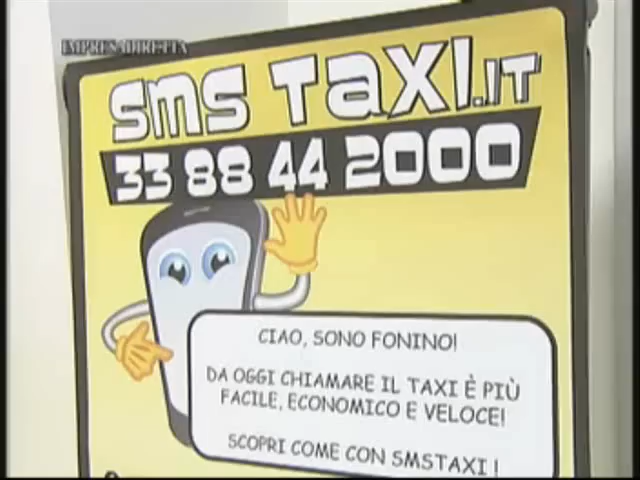 IMPRESA DIRETTA
SMS TAXI.IT
33 88 44 2000
CIAO, SONO FONINO!
DA OGGI CHIAMARE IL TAXI È PIÙ
FACILE, ECONOMICO E VELOCE!
SCOPRI COME CON SMSTAXI !